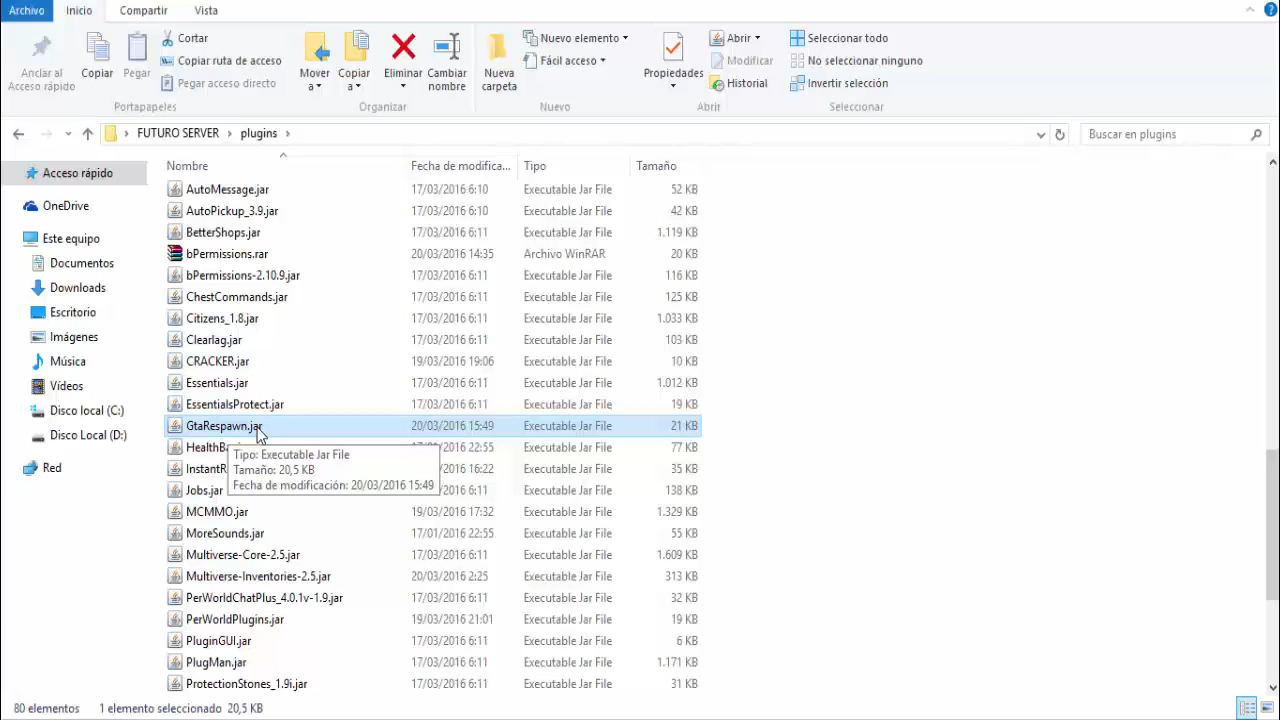 Archivo Inicio Compartir Vista
Anclar al Acceso rápido
Copiar
Pegar
Cortar
Copiar ruta de acceso
Pegar acceso directo
Portapapeles
Mover a
Copiar a
Eliminar
Cambiar nombre
Organizar
Nueva carpeta
Nuevo elemento
Fácil acceso
Nuevo
Propiedades
Abrir
Modificar
Historial
Abrir
Seleccionar todo
No seleccionar ninguno
Invertir selección
Seleccionar
FUTURO SERVER plugins
Buscar en plugins
Acceso rápido
OneDrive
Este equipo
Documentos
Downloads
Escritorio
Imágenes
Música
Vídeos
Disco local (C:)
Disco Local (D:)
Red
Nombre Fecha de modifica... Tipo Tamaño
AutoMessage.jar 17/03/2016 6:10 Executable Jar File 52 KB
AutoPickup_3.9.jar 17/03/2016 6:10 Executable Jar File 42 KB
BetterShops.jar 17/03/2016 6:11 Executable Jar File 1.119 KB
bPermissions.rar 20/03/2016 14:35 Archivo WinRAR 20 KB
bPermissions-2.10.9.jar 17/03/2016 6:11 Executable Jar File 116 KB
ChestCommands.jar 17/03/2016 6:11 Executable Jar File 125 KB
Citizens_1.8.jar 17/03/2016 6:11 Executable Jar File 1.033 KB
Clearlag.jar 17/03/2016 6:11 Executable Jar File 103 KB
CRACKER.jar 19/03/2016 19:06 Executable Jar File 10 KB
Essentials.jar 17/03/2016 6:11 Executable Jar File 1.012 KB
EssentialsProtect.jar 17/03/2016 6:11 Executable Jar File 19 KB
GtaRespawn.jar 20/03/2016 15:49 Executable Jar File 21 KB
22:55 Executable Jar File 77 KB
16:22 Executable Jar File 35 KB
Jobs.jar 6:11 Executable Jar File 138 KB
Tipo: Executable Jar File
Tamaño: 20,5 KB
Fecha de modificación: 20/03/2016 15:49
MCMMO.jar 19/03/2016 17:32 Executable Jar File 1.329 KB
MoreSounds.jar 17/01/2016 22:55 Executable Jar File 55 KB
Multiverse-Core-2.5.jar 17/03/2016 6:11 Executable Jar File 1.609 KB
Multiverse-Inventories-2.5.jar 20/03/2016 2:25 Executable Jar File 313 KB
PerWorldChatPlus_4.0.1v-1.9.jar 17/03/2016 6:11 Executable Jar File 32 KB
PerWorldPlugins.jar 19/03/2016 21:01 Executable Jar File 19 KB
PluginGUI.jar 17/03/2016 6:11 Executable Jar File 6 KB
PlugMan.jar 17/03/2016 6:11 Executable Jar File 1.171 KB
ProtectionStones_1.9i.jar 17/03/2016 6:11 Executable Jar File 31 KB
80 elementos 1 elemento seleccionado 20,5 KB